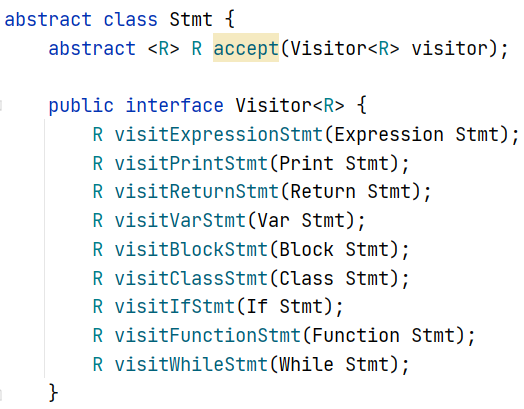 abstract class Stmt {
    abstract <R> R accept(Visitor<R> visitor);

    public interface Visitor<R> {
        R visitExpressionStmt(Expression Stmt);
        R visitPrintStmt(Print Stmt);
        R visitReturnStmt(Return Stmt);
        R visitVarStmt(Var Stmt);
        R visitBlockStmt(Block Stmt);
        R visitClassStmt(Class Stmt);
        R visitIfStmt(If Stmt);
        R visitFunctionStmt(Function Stmt);
        R visitWhileStmt(While Stmt);
    }